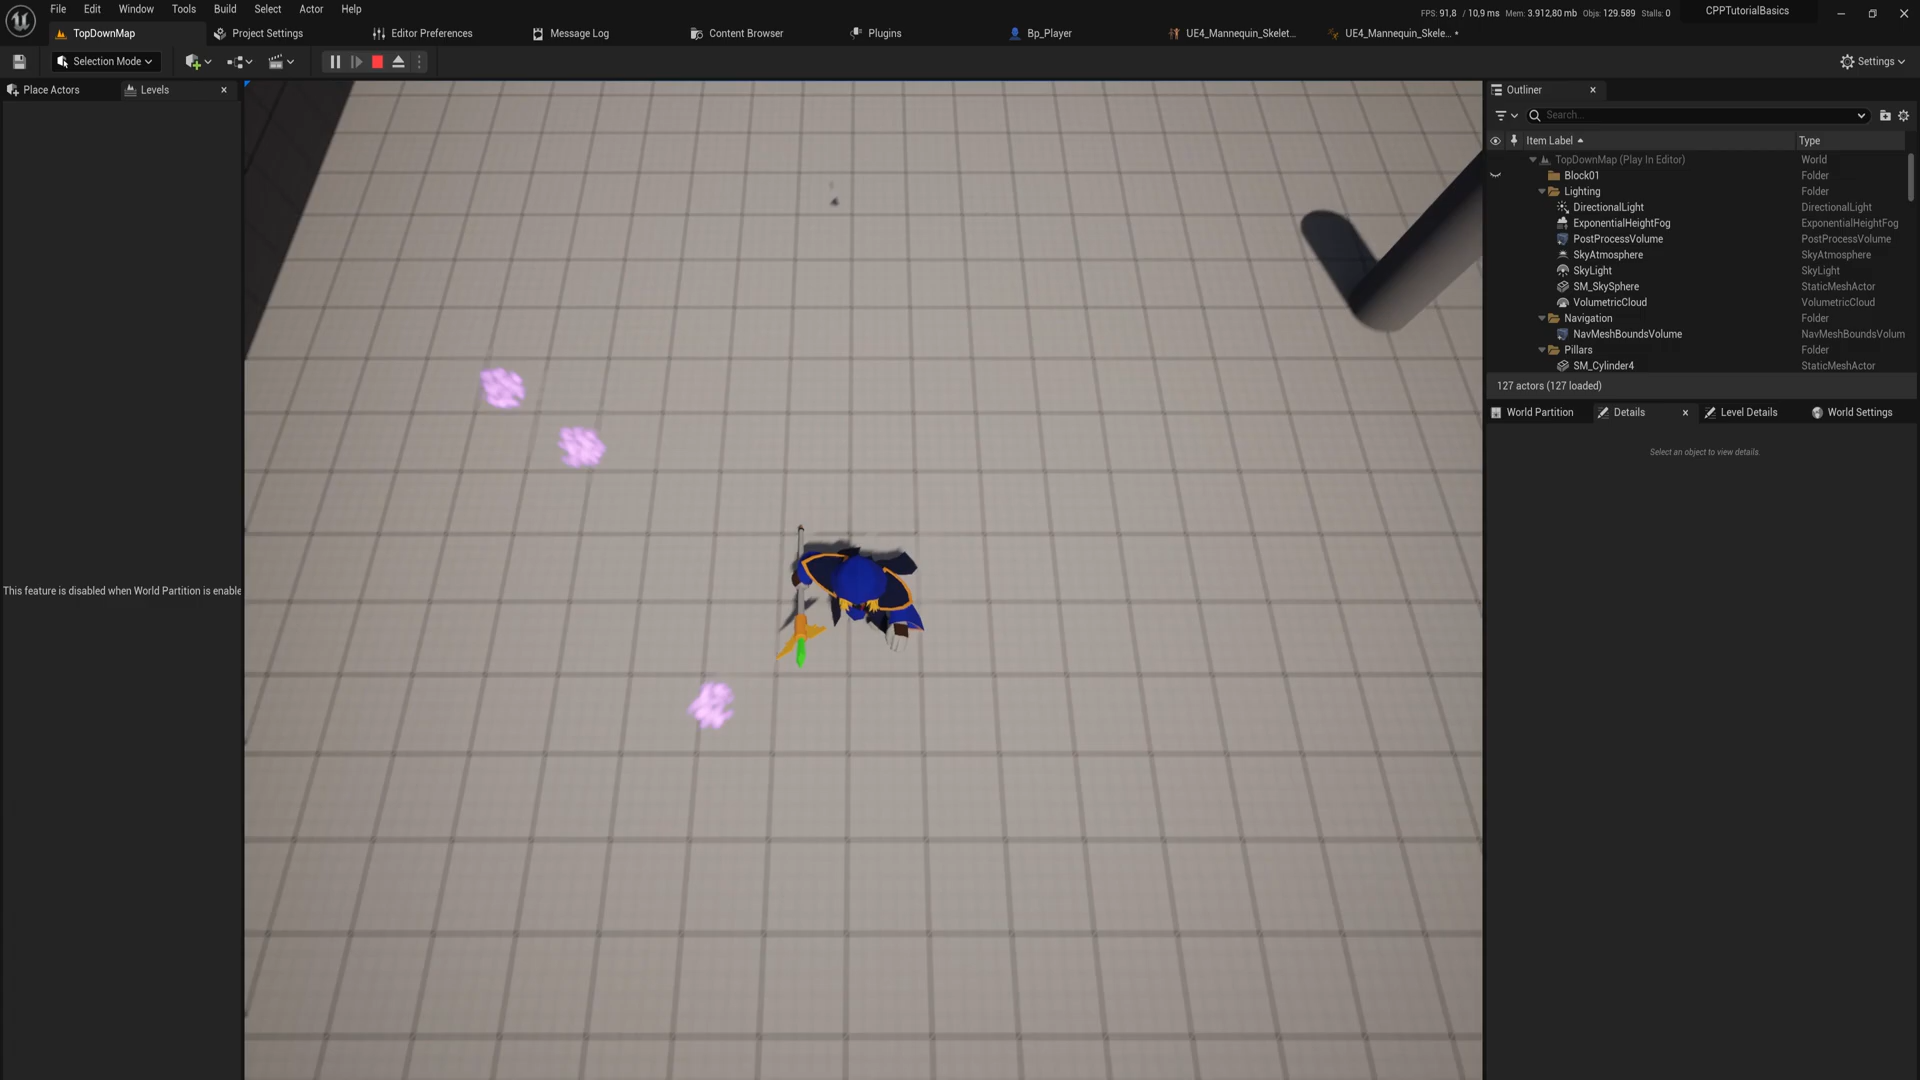 File Edit Window Tools Build Select Actor Help
FPS: 91,8 / 10,9 ms Mem: 3.912,80 mb Objs: 129.589 Stalls: 0
CPPTutorialBasics
TopDownMap
Project Settings
Editor Preferences
Message Log
Content Browser
Plugins
Bp_Player
UE4_Mannequin_Skelet...
UE4_Mannequin_Skele... *
Selection Mode
Settings
Place Actors
Levels
This feature is disabled when World Partition is enable
Outliner
Search...
Item Label Type
TopDownMap (Play In Editor) World
Block01 Folder
Lighting Folder
DirectionalLight DirectionalLight
ExponentialHeightFog ExponentialHeightFog
PostProcessVolume PostProcessVolume
SkyAtmosphere SkyAtmosphere
SkyLight SkyLight
SM_SkySphere StaticMeshActor
VolumetricCloud VolumetricCloud
Navigation Folder
NavMeshBoundsVolume NavMeshBoundsVolum
Pillars Folder
SM_Cylinder4 StaticMeshActor
127 actors (127 loaded)
World Partition
Details
Level Details
World Settings
Select an object to view details.